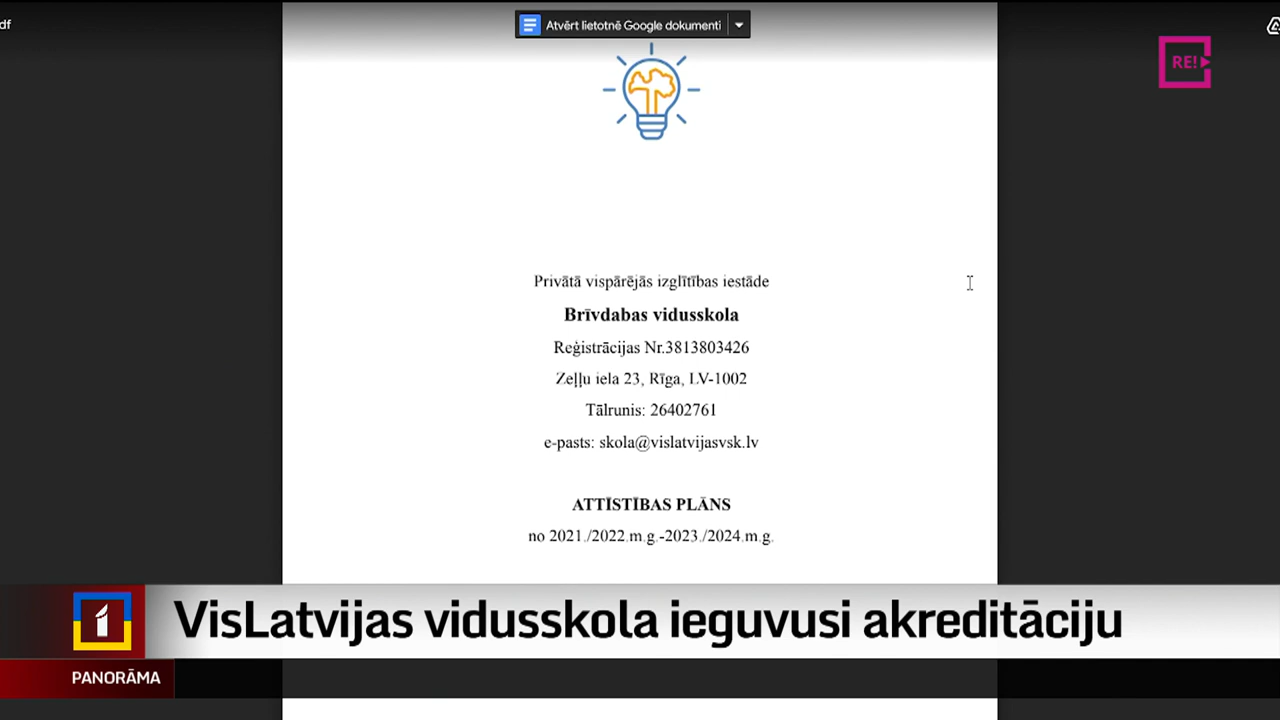 df
Atvērt lietotnē Google dokumenti
RE!
Privātā vispārējās izglītības iestāde
Brīvdabas vidusskola
Reģistrācijas Nr.3813803426
Zeļļu iela 23, Rīga, LV-1002
Tālrunis: 26402761
e-pasts: skola@vislatvijasvsk.lv
ATTĪSTĪBAS PLĀNS
no 2021./2022.m.g.-2023./2024.m.g.
1
VisLatvijas vidusskola ieguvusi akreditāciju
PANORĀMA